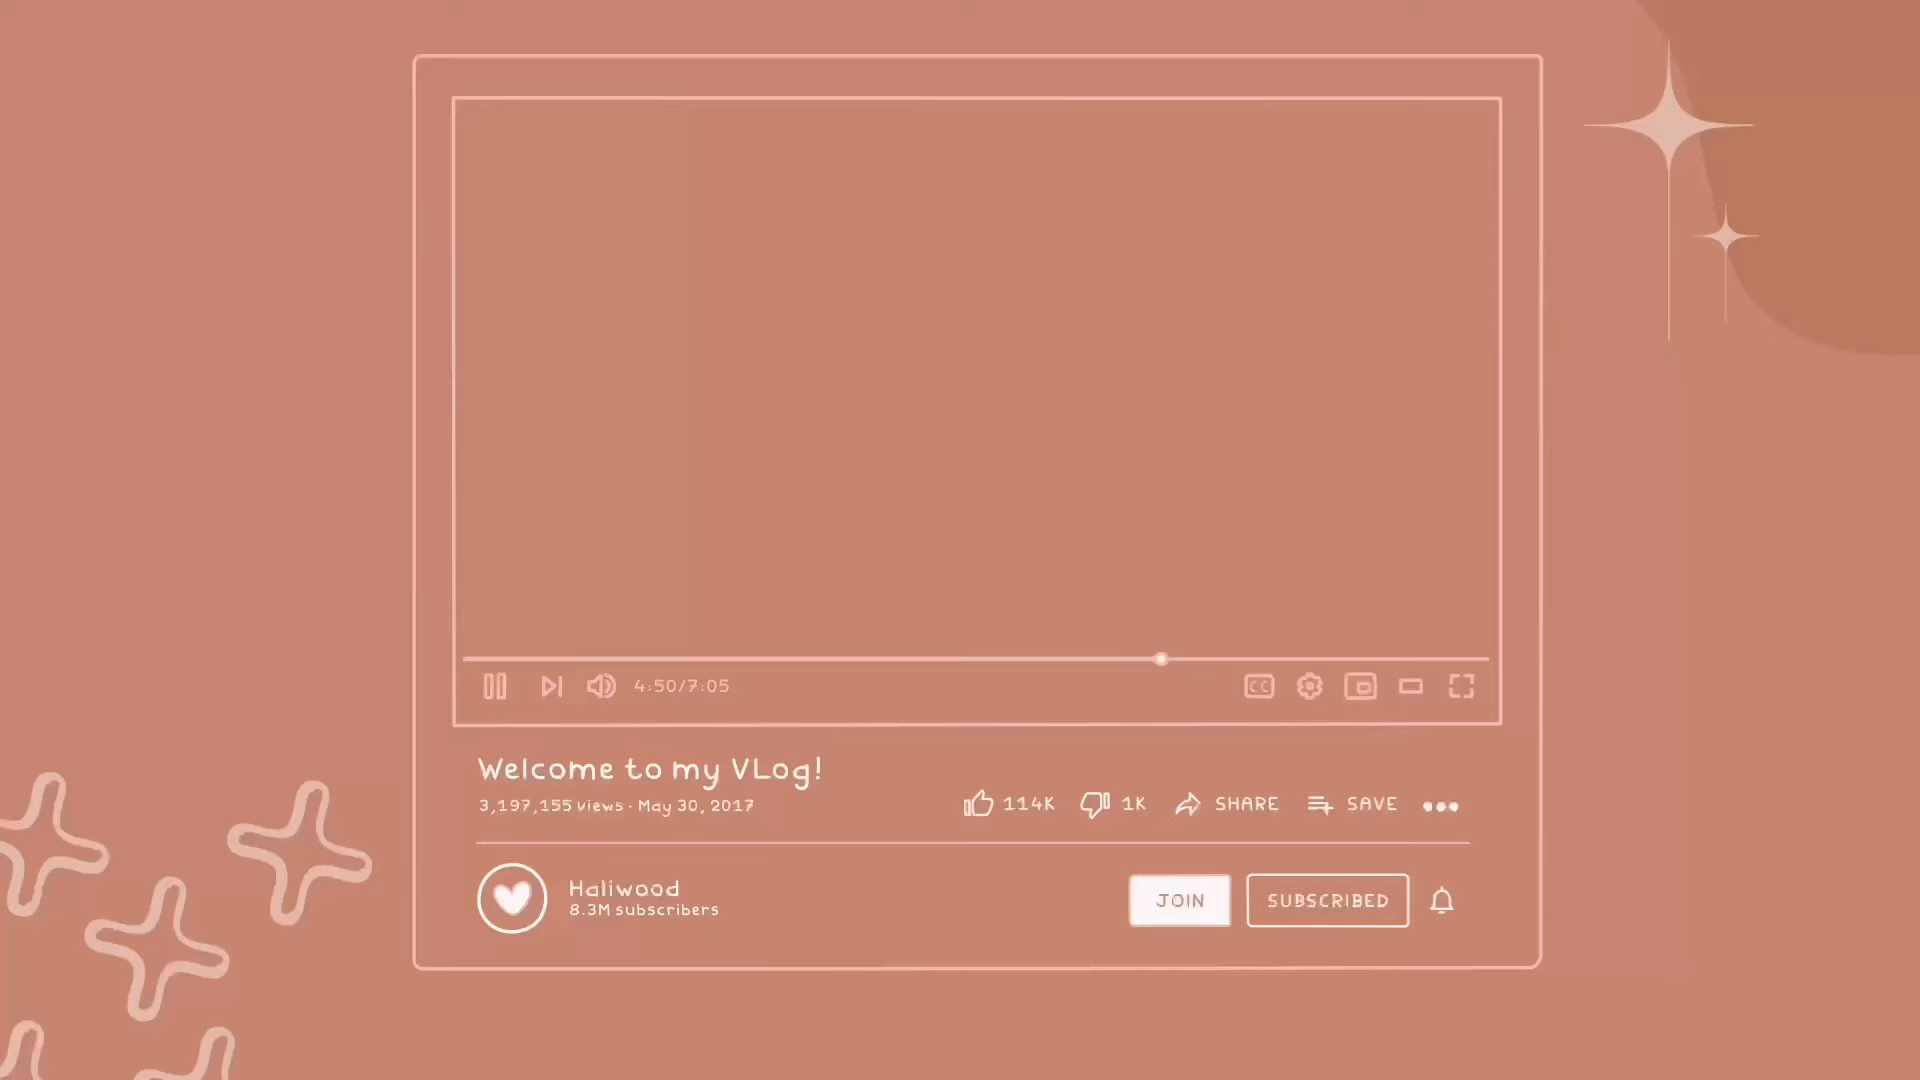 4:50/7:05
CC
Welcome to my VLog!
3,197,155 views · May 30, 2017
114K 1K SHARE SAVE
Haliwood
8.3M subscribers
JOIN SUBSCRIBED